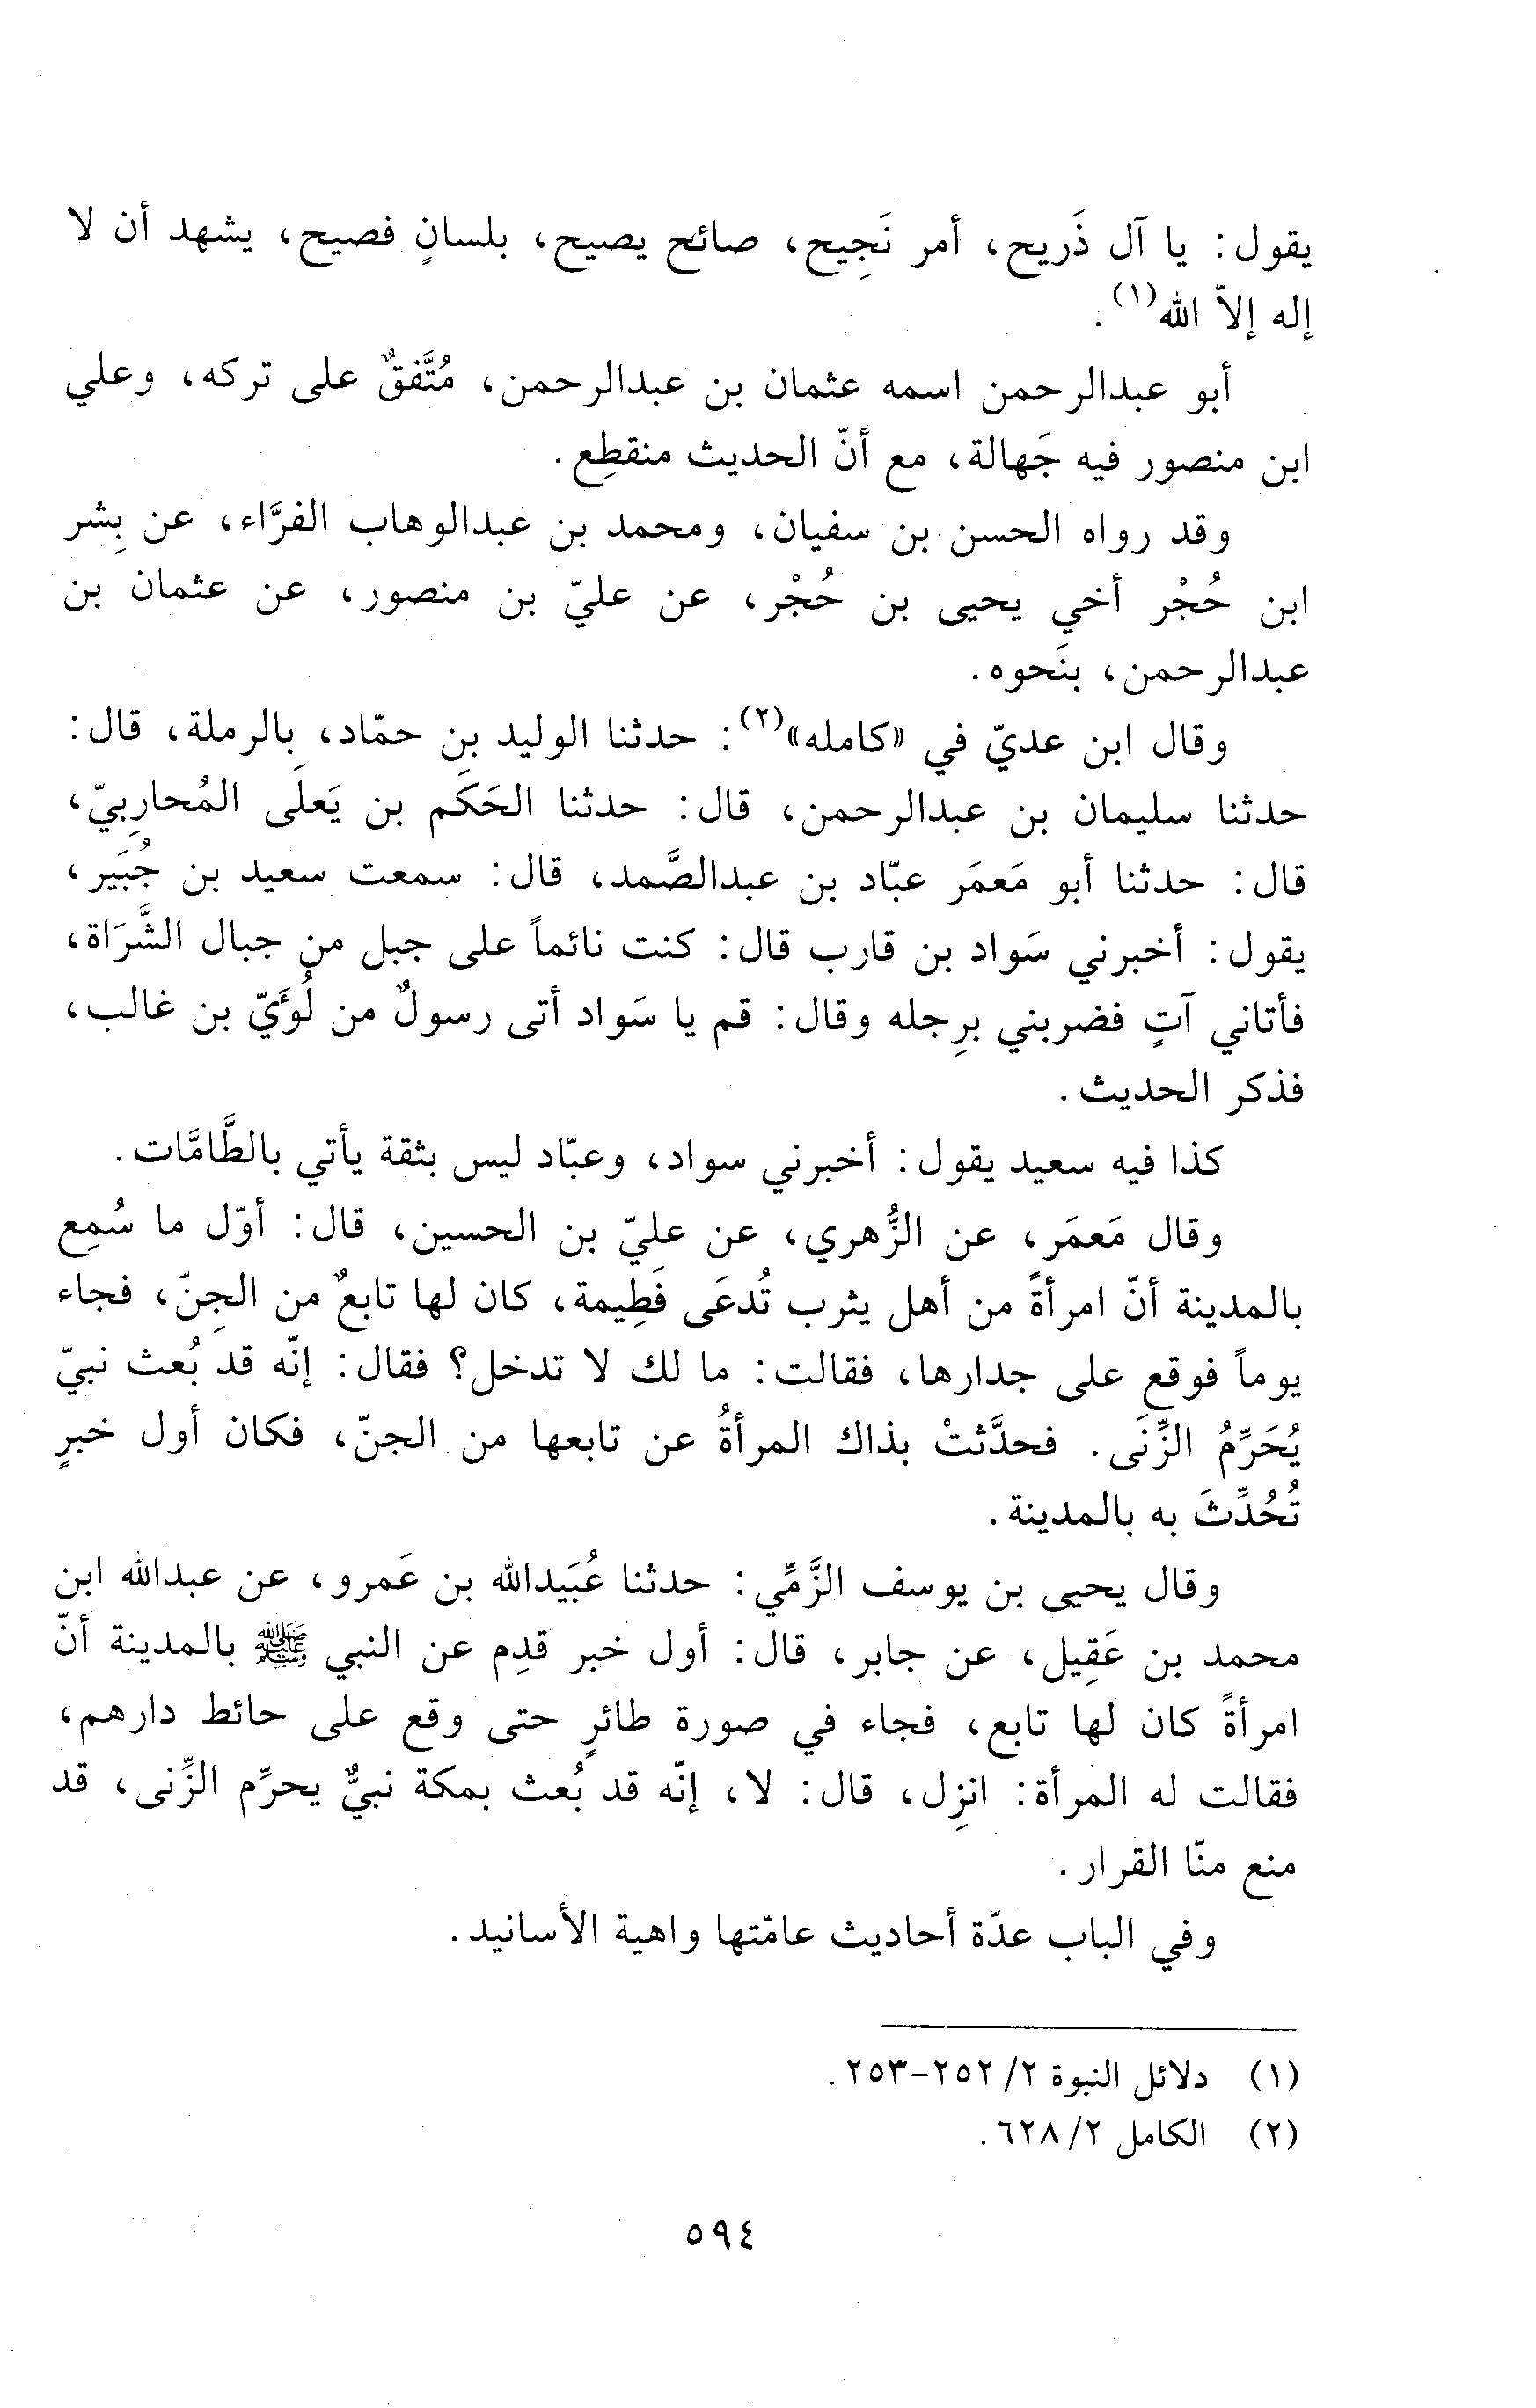 يقول: يا آل ذَريح، أمر نَجِيح، صائح يصيح، بلسانٍ فصيح، يشهد أن لا
إله إلاّ الله(١).
أبو عبدالرحمن اسمه عثمان بن عبدالرحمن، مُتَّفقٌ على تركه، وعلي
ابن منصور فيه جَهالة، مع أنّ الحديث منقطِع.
وقد رواه الحسن بن سفيان، ومحمد بن عبدالوهاب الفرَّاء، عن بِشر
ابن حُجْر أخي يحيى بن حُجْر، عن عليّ بن منصور، عن عثمان بن
عبدالرحمن، بنَحوه.
وقال ابن عديّ في «كامله»(٢): حدثنا الوليد بن حمّاد، بالرملة، قال:
حدثنا سليمان بن عبدالرحمن، قال: حدثنا الحَكَم بن يَعلَى المُحاربيّ،
قال: حدثنا أبو مَعمَر عبّاد بن عبدالصَّمد، قال: سمعت سعيد بن جُبَير،
يقول: أخبرني سَواد بن قارب قال: كنت نائماً على جبل من جبال الشَّرَاة،
فأتاني آتٍ فضربني برِجله وقال: قم يا سَواد أتى رسولٌ من لُؤَيّ بن غالب،
فذكر الحديث.
كذا فيه سعيد يقول: أخبرني سواد، وعبّاد ليس بثقة يأتي بالطَّامَّات.
وقال مَعمَر، عن الزُّهري، عن عليّ بن الحسين، قال: أوّل ما سُمِع
بالمدينة أنّ امرأةً من أهل يثرب تُدعَى فَطِيمة، كان لها تابعٌ من الجِنّ، فجاء
يوماً فوقع على جدارها، فقالت: ما لك لا تدخل؟ فقال: إنّه قد بُعث نبيّ
يُحَرِّمُ الزِّنَى. فحدَّثتْ بذاك المرأةُ عن تابعها من الجنّ، فكان أول خبرٍ
تُحُدِّثَ به بالمدينة.
وقال يحيى بن يوسف الزَّمِّي: حدثنا عُبَيدالله بن عَمرو، عن عبدالله ابن
محمد بن عَقِيل، عن جابر، قال: أول خبر قدِم عن النبي ﷺ بالمدينة أنّ
امرأةً كان لها تابع، فجاء في صورة طائرٍ حتى وقع على حائط دارهم،
فقالت له المرأة: انزِل، قال: لا، إنّه قد بُعث بمكة نبيٌّ يحرِّم الزِّنى، قد
منع منّا القرار.
وفي الباب عدّة أحاديث عامّتها واهية الأسانيد.
(١) دلائل النبوة ٢/ ٢٥٢-٢٥٣.
(٢) الكامل ٢/ ٦٢٨.
٥٩٤